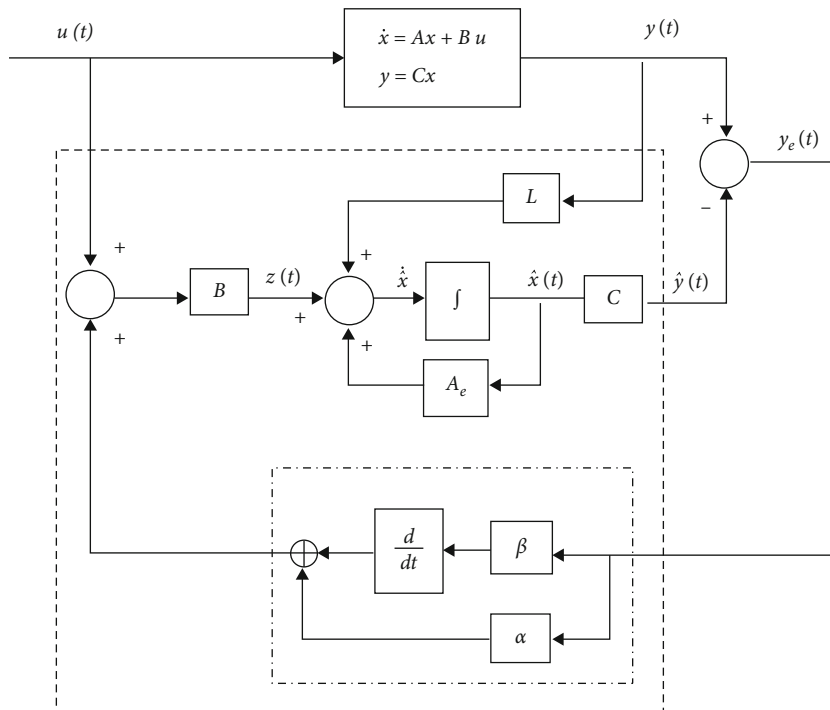 u (t)
ẋ = Ax + B u
y = Cx
y (t)
+
y_e (t)
L
−
+
+
B
z (t)
+
x̂̇
∫
x̂ (t)
C
ŷ (t)
+
+
A_e
d/dt
β
α